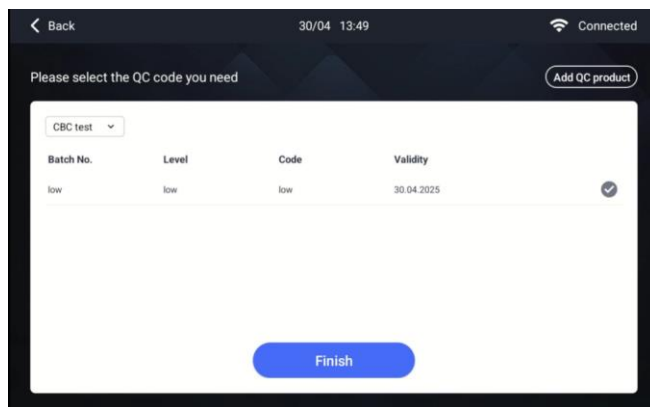 Back 30/04 13:49 Connected
Please select the QC code you need Add QC product
CBC test
Batch No. Level Code Validity
low low low 30.04.2025
Finish